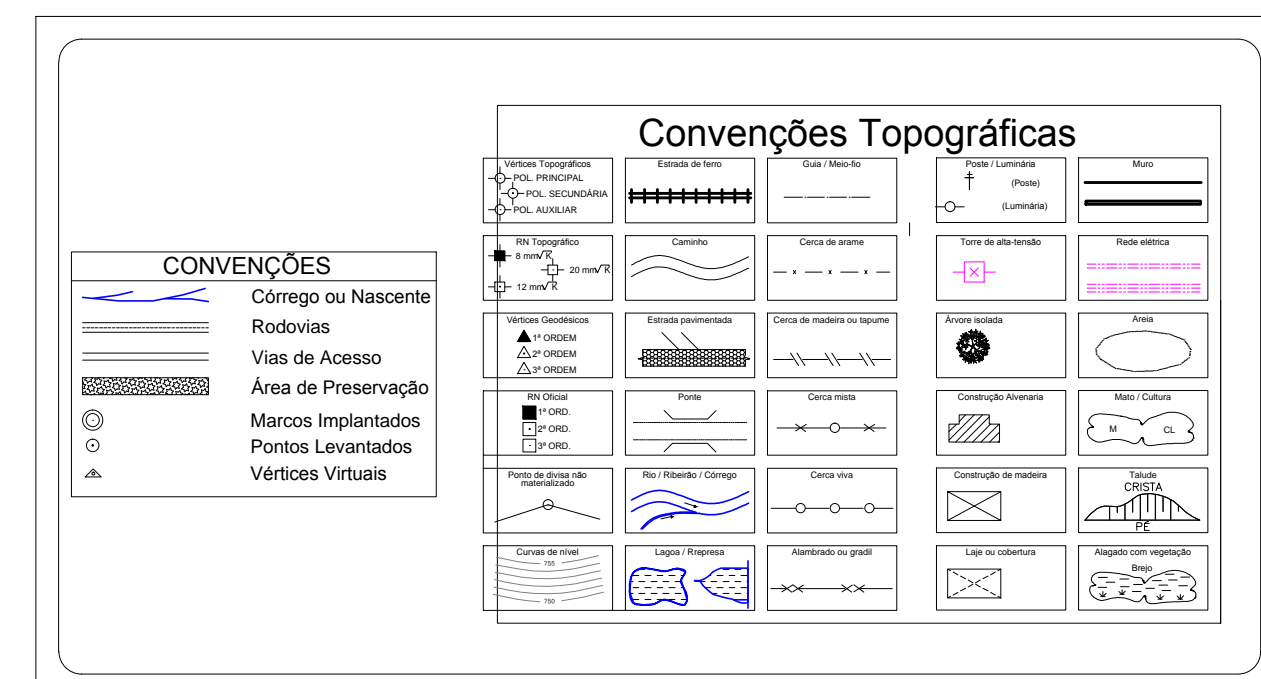 CONVENÇÕES
Córrego ou Nascente
Rodovias
Vias de Acesso
Área de Preservação
Marcos Implantados
Pontos Levantados
Vértices Virtuais
Convenções Topográficas
Vértices Topográficos
POL. PRINCIPAL
POL. SECUNDÁRIA
POL. AUXILIAR
Estrada de ferro
Guia / Meio-fio
Poste / Luminária
(Poste)
(Luminária)
Muro
RN Topográfico
8 mm√K
20 mm√K
12 mm√K
Caminho
Cerca de arame
Torre de alta-tensão
Rede elétrica
Vértices Geodésicos
1ª ORDEM
2ª ORDEM
3ª ORDEM
Estrada pavimentada
Cerca de madeira ou tapume
Árvore isolada
Areia
RN Oficial
1ª ORD.
2ª ORD.
3ª ORD.
Ponte
Cerca mista
Construção Alvenaria
Mato / Cultura
M
CL
Ponto de divisa não
materializado
Rio / Ribeirão / Córrego
Cerca viva
Construção de madeira
Talude
CRISTA
PÉ
Curvas de nível
755
750
Lagoa / Rrepresa
Alambrado ou gradil
Laje ou cobertura
Alagado com vegetação
Brejo